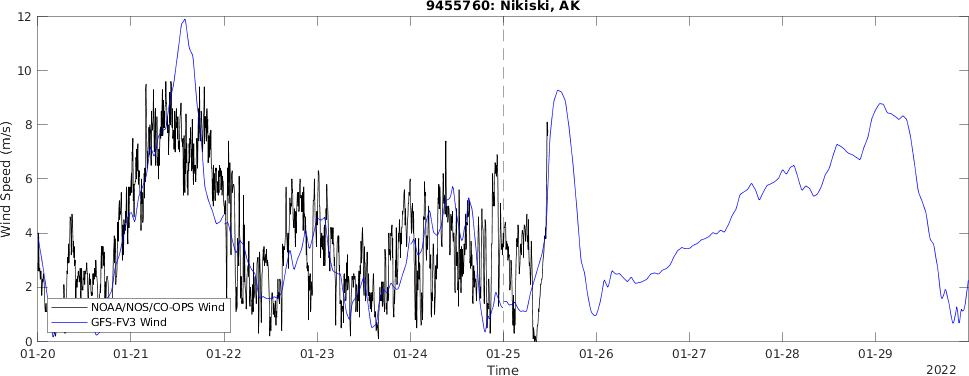 9455760: Nikiski, AK
12
10
8
6
4
2
0
Wind Speed (m/s)
NOAA/NOS/CO-OPS Wind
GFS-FV3 Wind
01-20 01-21 01-22 01-23 01-24 01-25 01-26 01-27 01-28 01-29
Time
2022